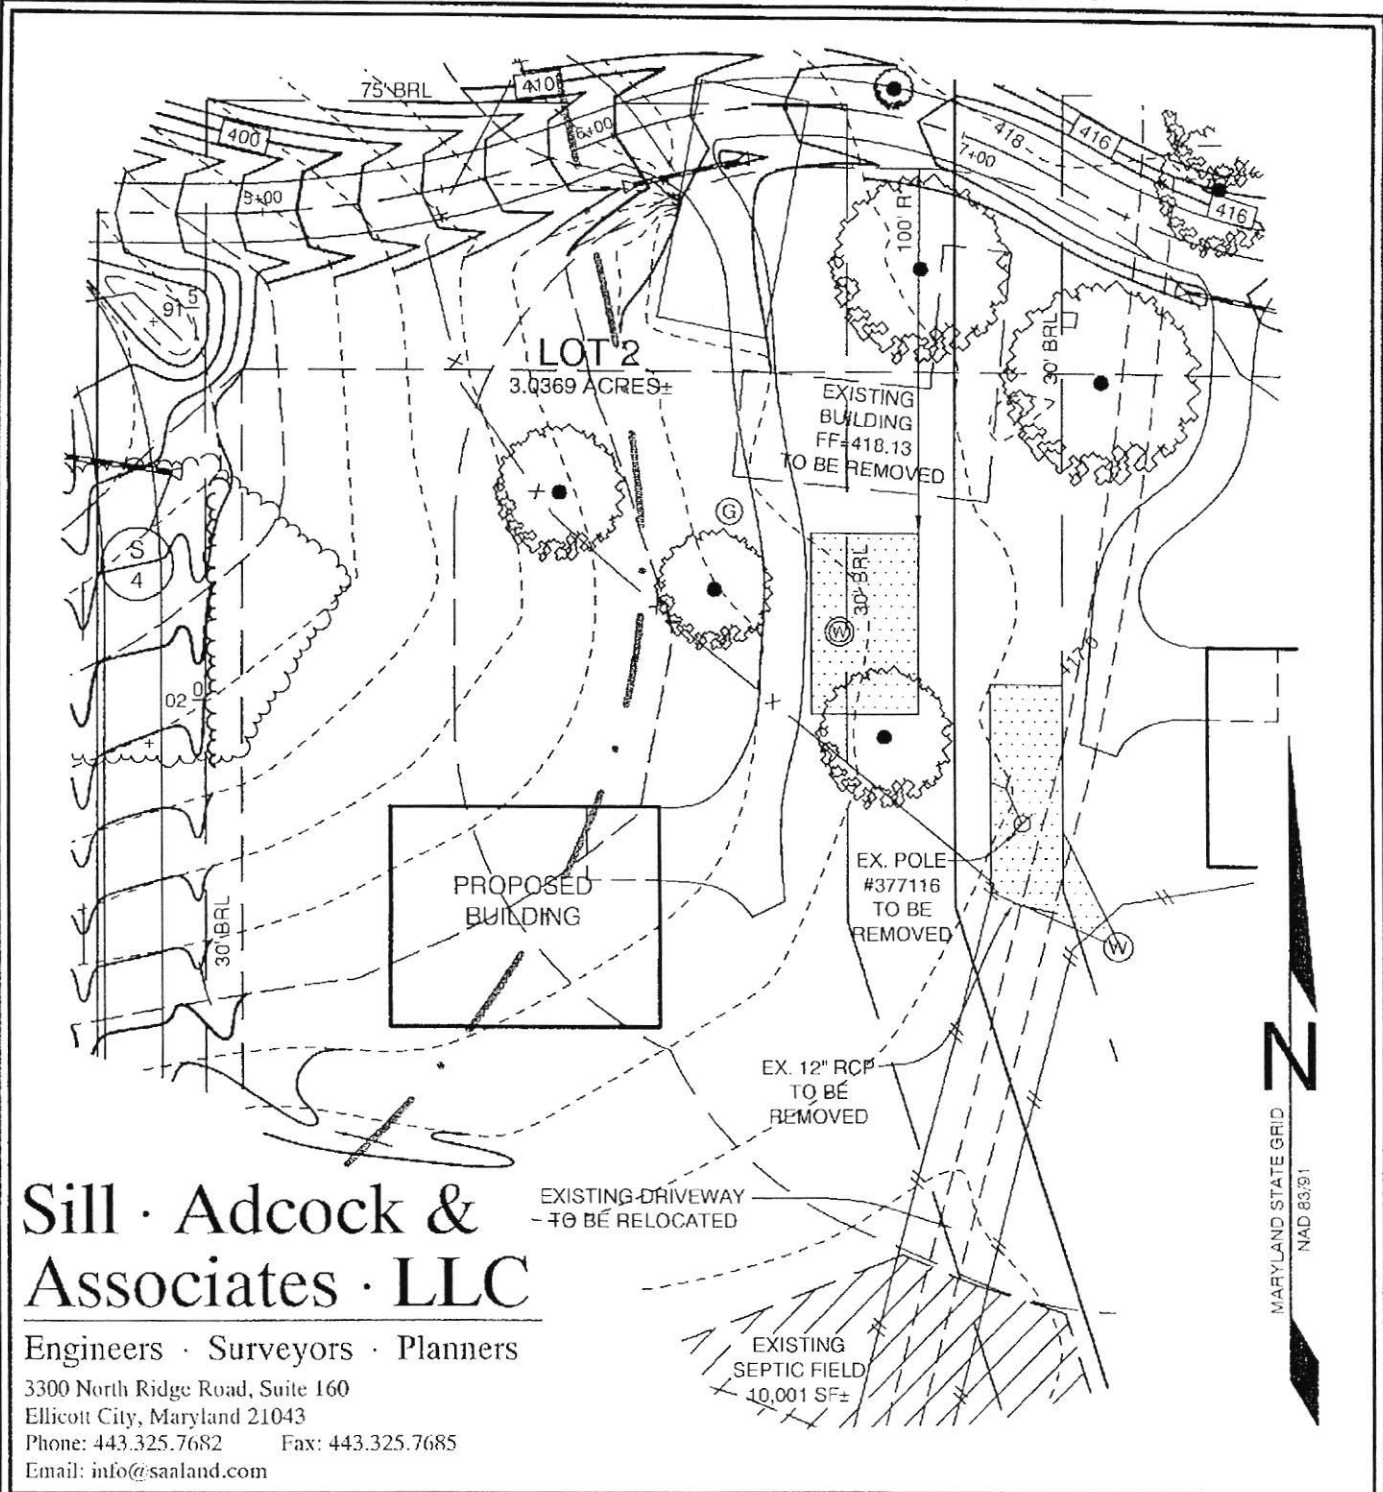 75' BRL
410
400
6+00
5+00
418
416
7+00
416
100' R
LOT 2
3.0369 ACRES±
30' BRL
EXISTING
BUILDING
FF=418.13
TO BE REMOVED
G
S
4
30' BRL
W
02
PROPOSED
BUILDING
30' BRL
EX. POLE
#377116
TO BE
REMOVED
W
EX. 12" RCP
TO BE
REMOVED
N
MARYLAND STATE GRID
NAD 83/91
EXISTING DRIVEWAY
TO BE RELOCATED
EXISTING
SEPTIC FIELD
10,001 SF±
Sill · Adcock &
Associates · LLC
Engineers · Surveyors · Planners
3300 North Ridge Road, Suite 160
Ellicott City, Maryland 21043
Phone: 443.325.7682 Fax: 443.325.7685
Email: info@saaland.com